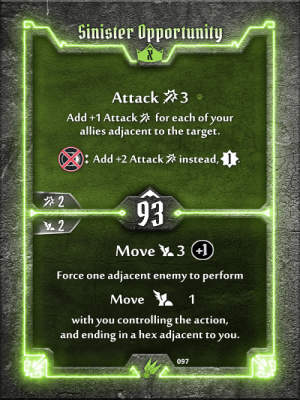 Sinister Opportunity
X
Attack 3
Add +1 Attack for each of your
allies adjacent to the target.
: Add +2 Attack instead, 1.
2
93
2
Move 3 +1
Force one adjacent enemy to perform
Move 1
with you controlling the action,
and ending in a hex adjacent to you.
097